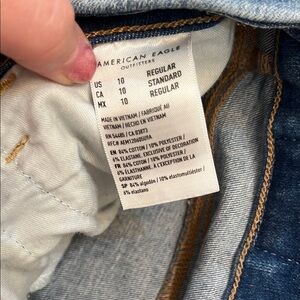 AMERICAN EAGLE
OUTFITTERS
US 10 REGULAR
CA 10 STANDARD
MX 10 REGULAR
MADE IN VIETNAM / FABRIQUÉ AU
VIETNAM / HECHO EN VIETNAM
RN 54485 / CA 03873
EN 84% COTTON / 10% POLYESTER /
6% ELASTANE. EXCLUSIVE OF DECORATION
FR 84% COTON / 10% POLYESTER /
6% ÉLASTHANNE. À L'EXCEPTION DE LA
GARNITURE
SP 84% algodón / 10% poliéster /
6% elastano